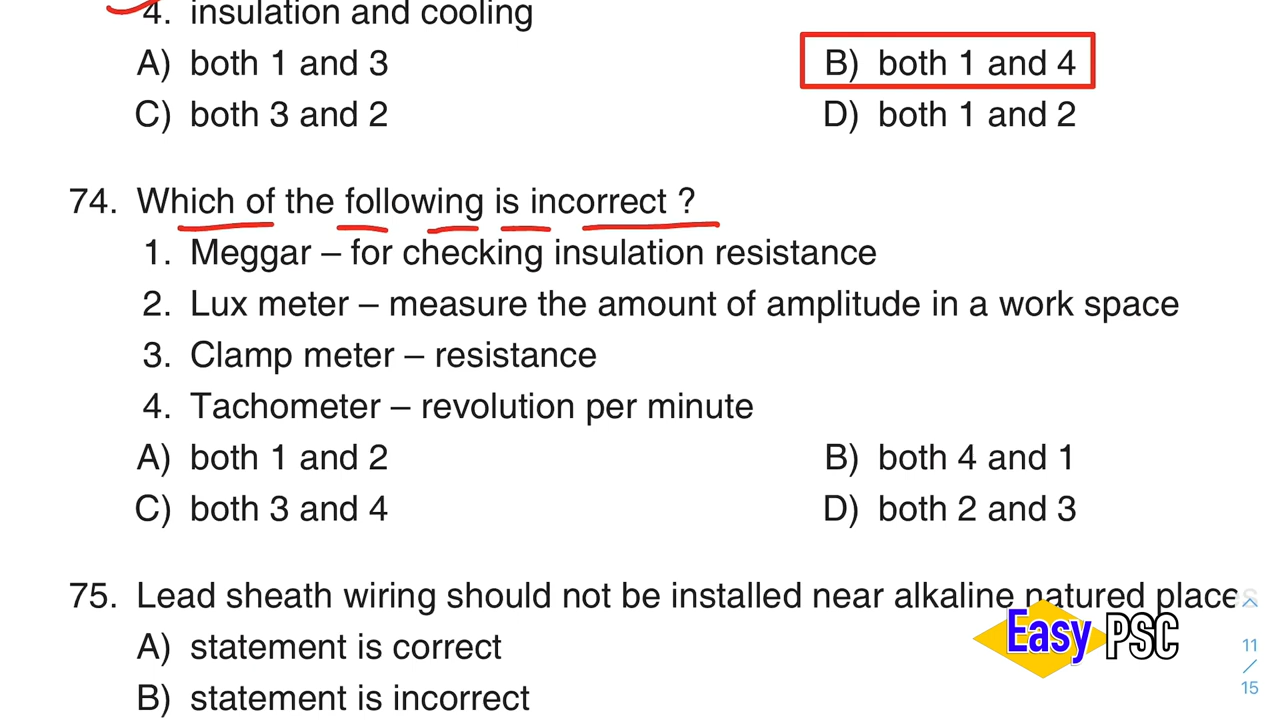 4. insulation and cooling
A) both 1 and 3 B) both 1 and 4
C) both 3 and 2 D) both 1 and 2
74. Which of the following is incorrect ?
1. Meggar – for checking insulation resistance
2. Lux meter – measure the amount of amplitude in a work space
3. Clamp meter – resistance
4. Tachometer – revolution per minute
A) both 1 and 2 B) both 4 and 1
C) both 3 and 4 D) both 2 and 3
75. Lead sheath wiring should not be installed near alkaline natured places
A) statement is correct
B) statement is incorrect
Easy PSC
11
/
15